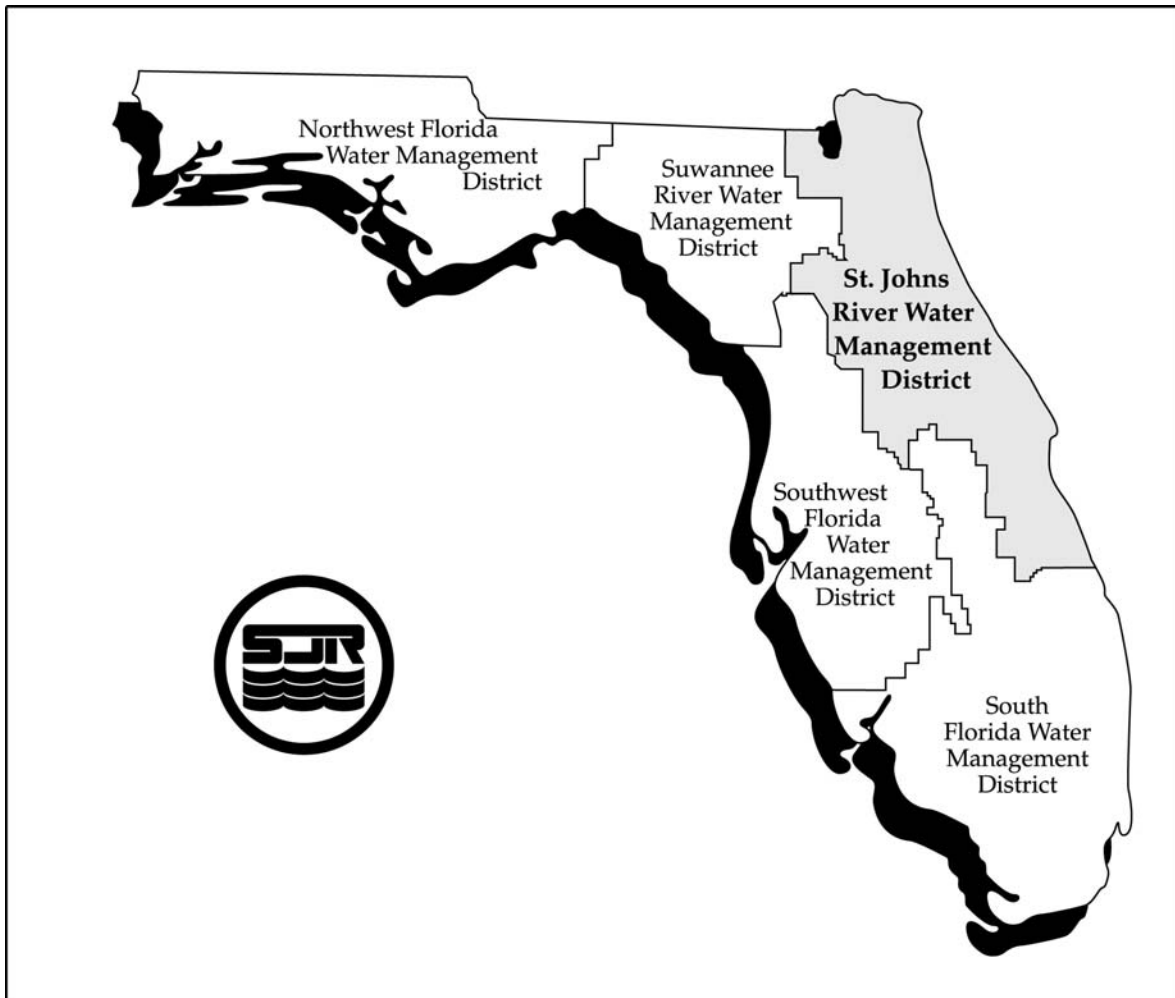 Northwest Florida
Water Management
District
Suwannee
River Water
Management
District
St. Johns
River Water
Management
District
Southwest
Florida
Water
Management
District
South
Florida Water
Management
District
SJR